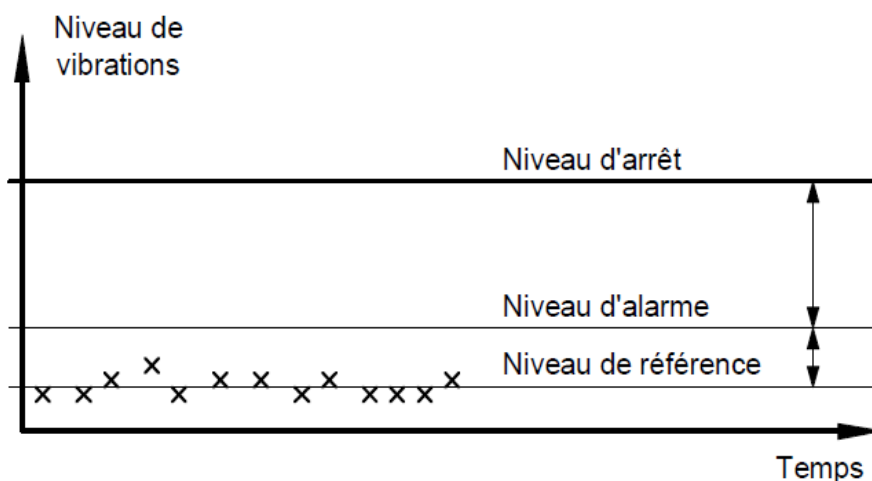 Niveau de
vibrations
Niveau d'arrêt
Niveau d'alarme
Niveau de référence
Temps